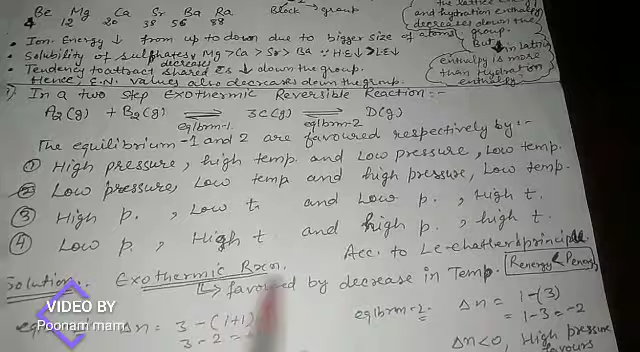 Be Mg Ca Sr Ba Ra Block → group
4 12 20 38 56 88
the lattice
and hydration enthalpy
decreases down the
group.
But ↓ in Lattice
enthalpy is more
than Hydration
enthalpy
• Ion. Energy ↓ from up to down due to bigger size of atoms
• Solubility of sulphates, Mg > Ca > Sr > Ba ∵ H.E↓ > L.E↓
• Tendency to attract shared Es ↓ down the group.
decreases
Hence, E.N. values also decreases down the group.
In a two step Exothermic Reversible Reaction:-
A2(g) + B2(g) ⇌ 3C(g) ⇌ D(g)
eqlbrm-1 eqlbrm-2
The equilibrium-1 and 2 are favoured respectively by:-
① High pressure, high temp. and Low pressure, Low temp.
② Low pressure, Low temp and high pressure, Low temp.
③ High p. , Low t. and Low p. , High t.
④ Low p. , High t. and high p. , high t.
Acc. to Le-chatlerd principle
Solution. Exothermic Rxn.
↳ favoured by decrease in Temp.
eqlbrm-2. Δn = 1-(3)
1-3 = -2
Δn = 3-(1+1)
3-2 =
Δn<0, High pressure
favours
VIDEO BY
Poonam mam